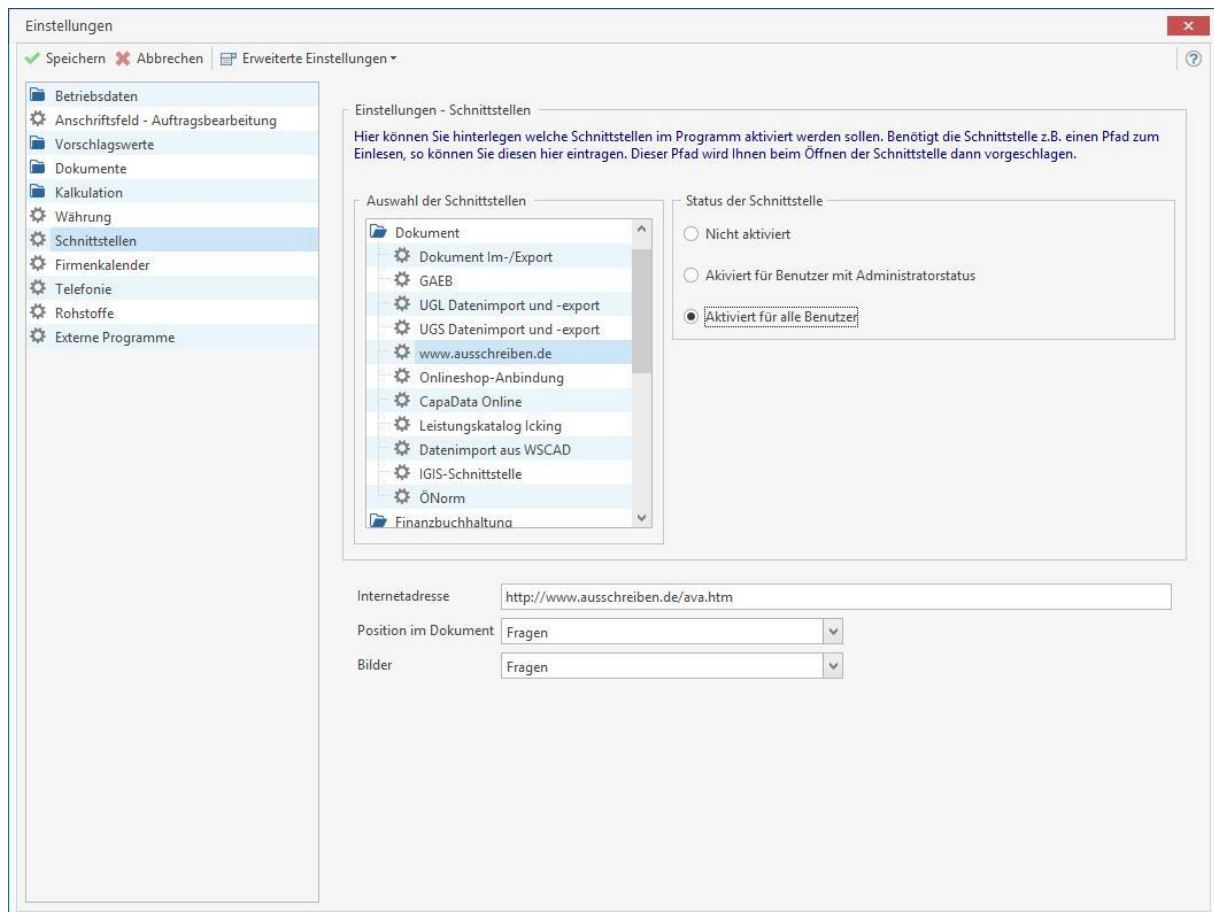 Einstellungen
Speichern Abbrechen Erweiterte Einstellungen
Betriebsdaten
Anschriftsfeld - Auftragsbearbeitung
Vorschlagswerte
Dokumente
Kalkulation
Währung
Schnittstellen
Firmenkalender
Telefonie
Rohstoffe
Externe Programme
Einstellungen - Schnittstellen
Hier können Sie hinterlegen welche Schnittstellen im Programm aktiviert werden sollen. Benötigt die Schnittstelle z.B. einen Pfad zum
Einlesen, so können Sie diesen hier eintragen. Dieser Pfad wird Ihnen beim Öffnen der Schnittstelle dann vorgeschlagen.
Auswahl der Schnittstellen
Dokument
Dokument Im-/Export
GAEB
UGL Datenimport und -export
UGS Datenimport und -export
www.ausschreiben.de
Onlineshop-Anbindung
CapaData Online
Leistungskatalog Icking
Datenimport aus WSCAD
IGIS-Schnittstelle
ÖNorm
Finanzbuchhaltung
Status der Schnittstelle
Nicht aktiviert
Akiviert für Benutzer mit Administratorstatus
Aktiviert für alle Benutzer
Internetadresse http://www.ausschreiben.de/ava.htm
Position im Dokument Fragen
Bilder Fragen